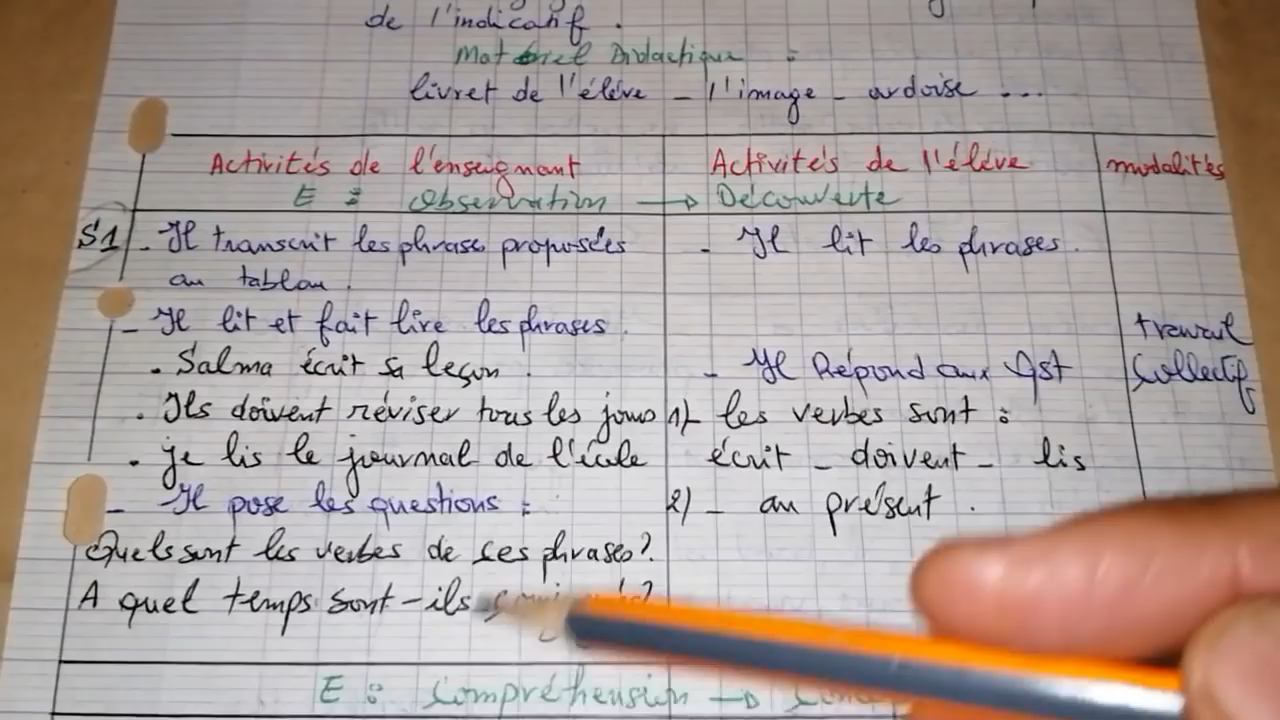 de l'indicatif.
Matériel Didactique :
livret de l'élève - l'image - ardoise ...
Activités de l'enseignant
Activités de l'élève
modalités
E : Observation → Découverte
S1
- Il transcrit les phrases proposées
au tableau.
- Il lit les phrases.
- Il lit et fait lire les phrases.
travail
Collectif
. Salma écrit sa leçon.
- Il Répond aux Qst
. Ils doivent réviser tous les jours
1) les verbes sont :
. je lis le journal de l'école
écrit - doivent - lis
- Il pose les questions :
2) - au présent.
Quels sont les verbes de ces phrases ?
A quel temps sont-ils
E : Compréhension →